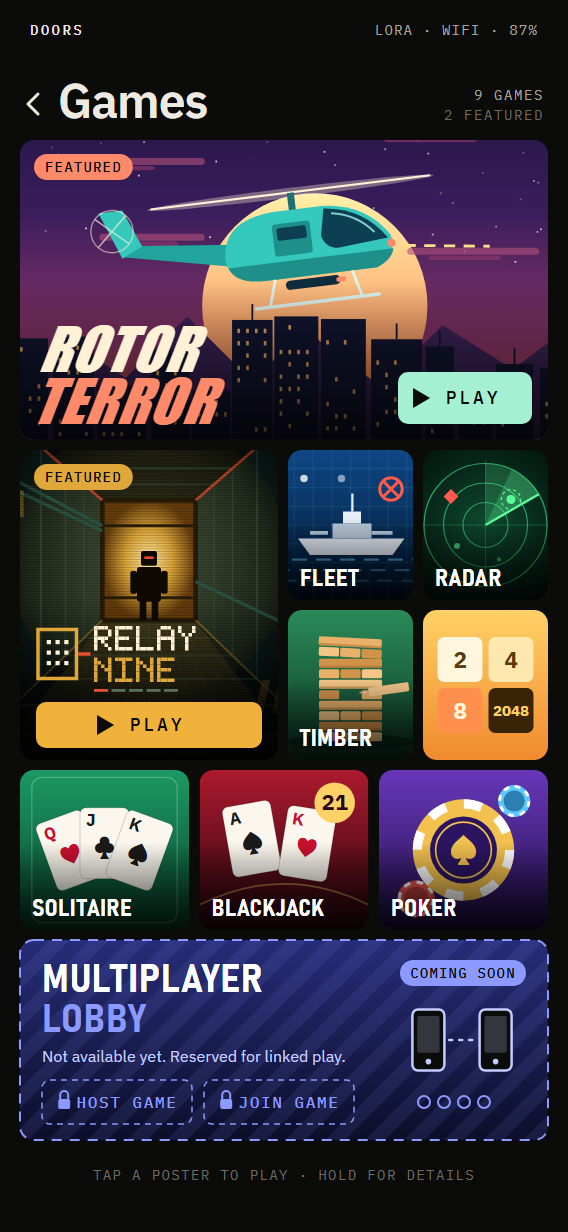 DOORS
LORA · WIFI · 87%
Games
9 GAMES
2 FEATURED
FEATURED
ROTOR
TERROR
PLAY
FEATURED
RELAY
NINE
PLAY
FLEET
RADAR
TIMBER
2
4
8
2048
Q
J
K
SOLITAIRE
A
K
21
BLACKJACK
POKER
MULTIPLAYER
LOBBY
COMING SOON
Not available yet. Reserved for linked play.
HOST GAME
JOIN GAME
TAP A POSTER TO PLAY · HOLD FOR DETAILS